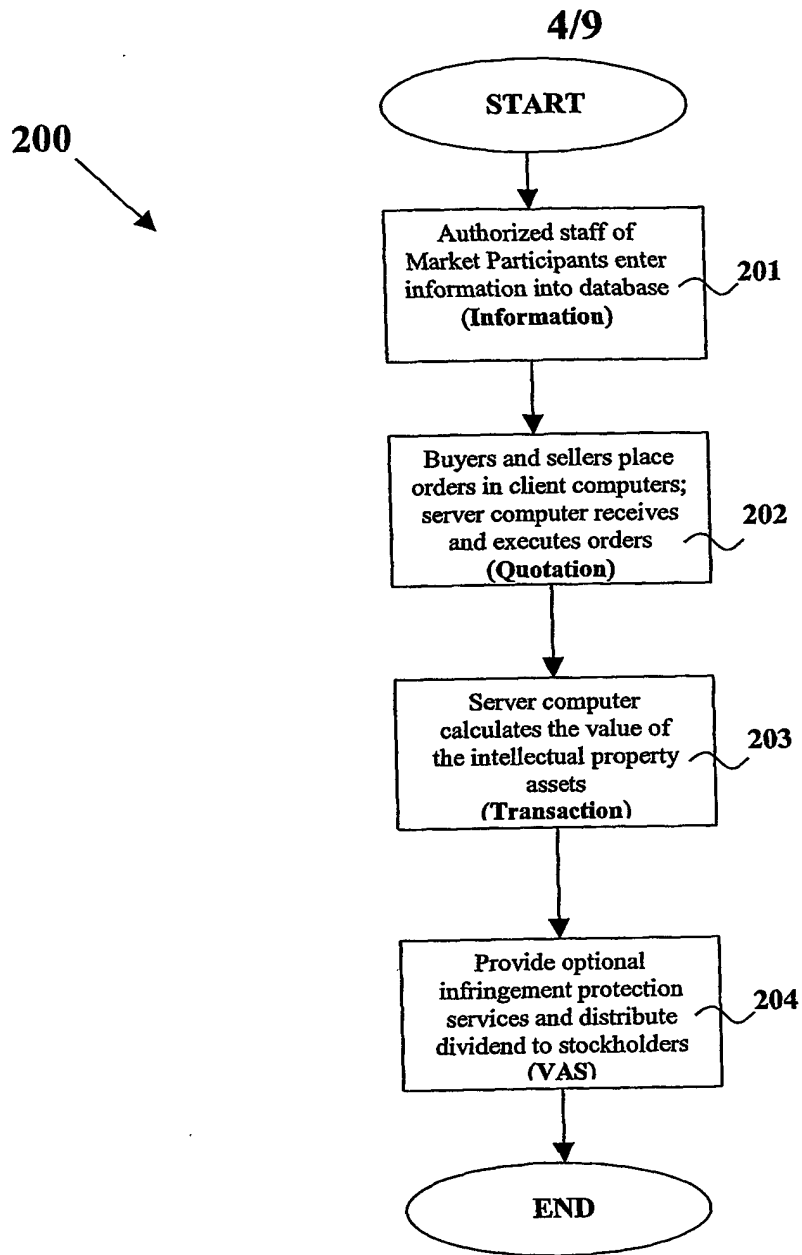 4/9
START
200
Authorized staff of
Market Participants enter
information into database
(Information)
201
Buyers and sellers place
orders in client computers;
server computer receives
and executes orders
(Quotation)
202
Server computer
calculates the value of
the intellectual property
assets
(Transaction)
203
Provide optional
infringement protection
services and distribute
dividend to stockholders
(VAS)
204
END